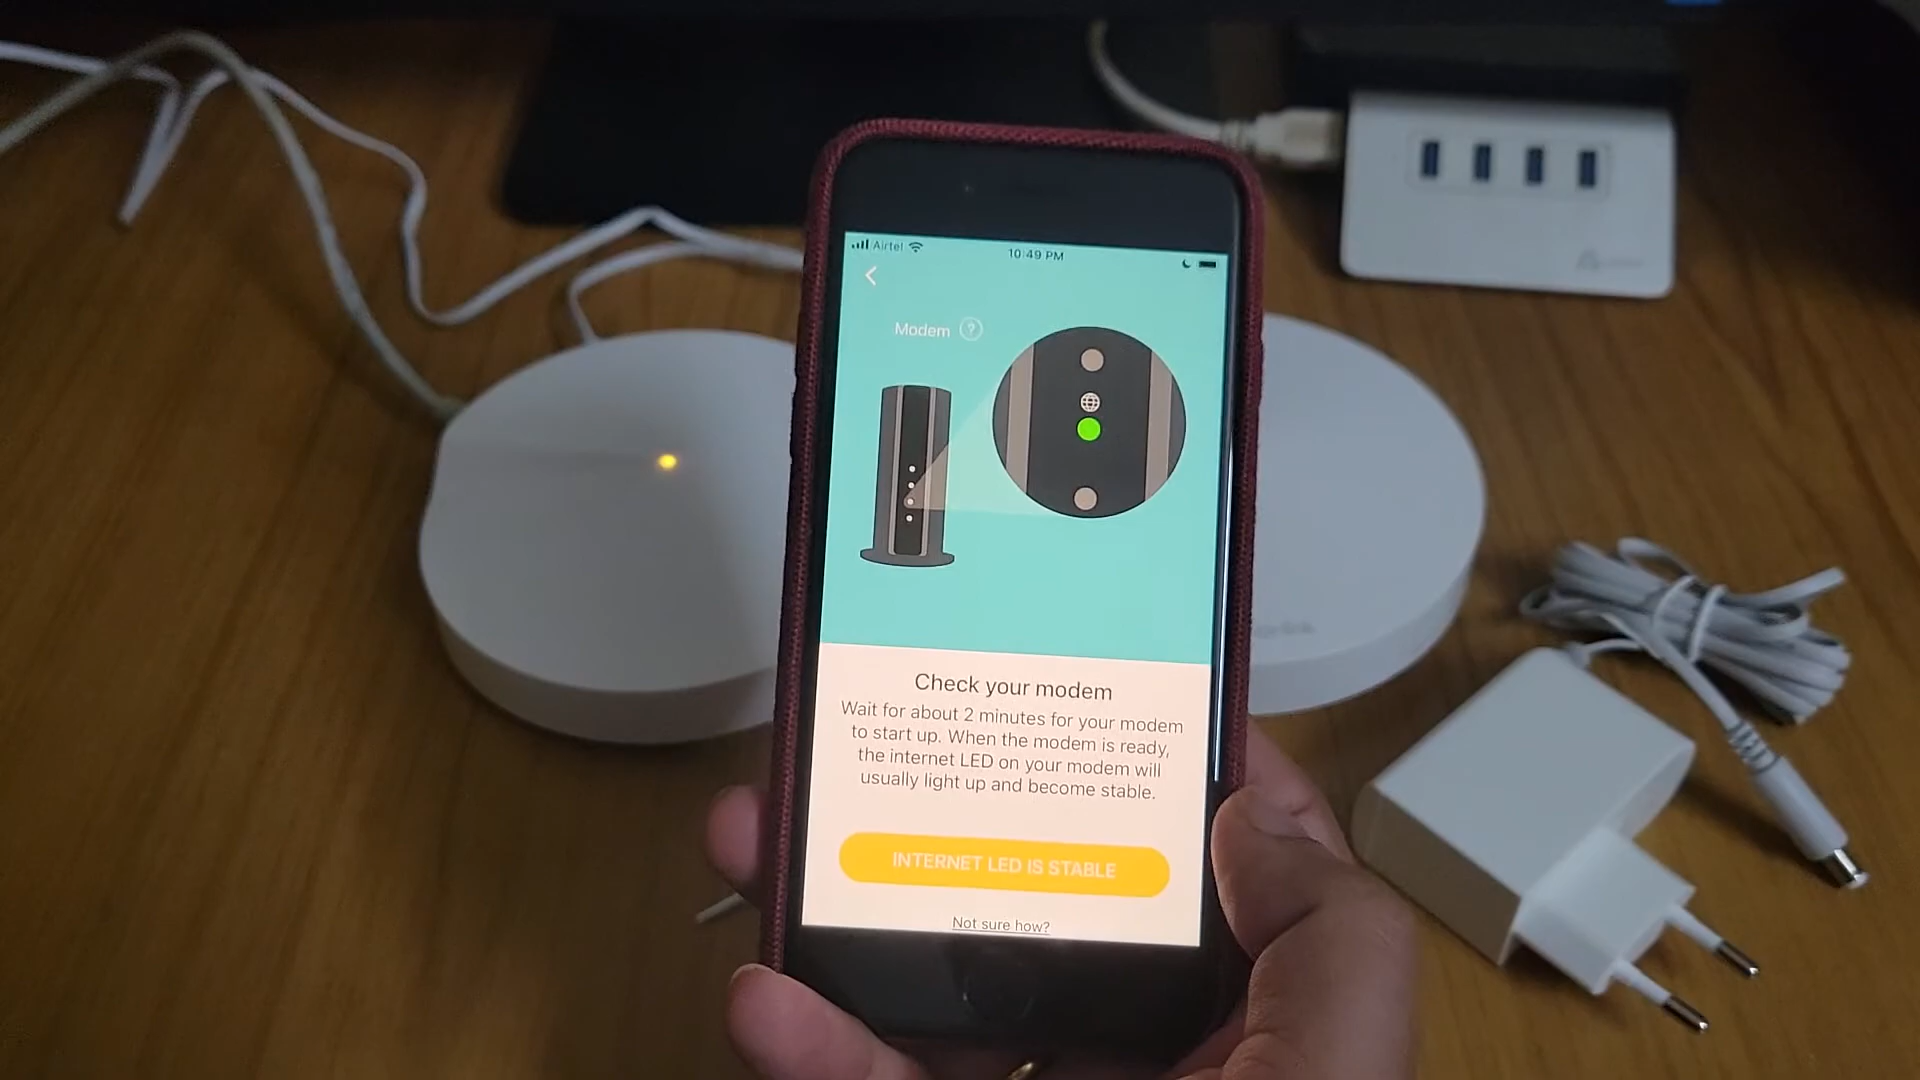 Airtel
10:49 PM
Modem ?
Check your modem
Wait for about 2 minutes for your modem
to start up. When the modem is ready,
the internet LED on your modem will
usually light up and become stable.
INTERNET LED IS STABLE
Not sure how?